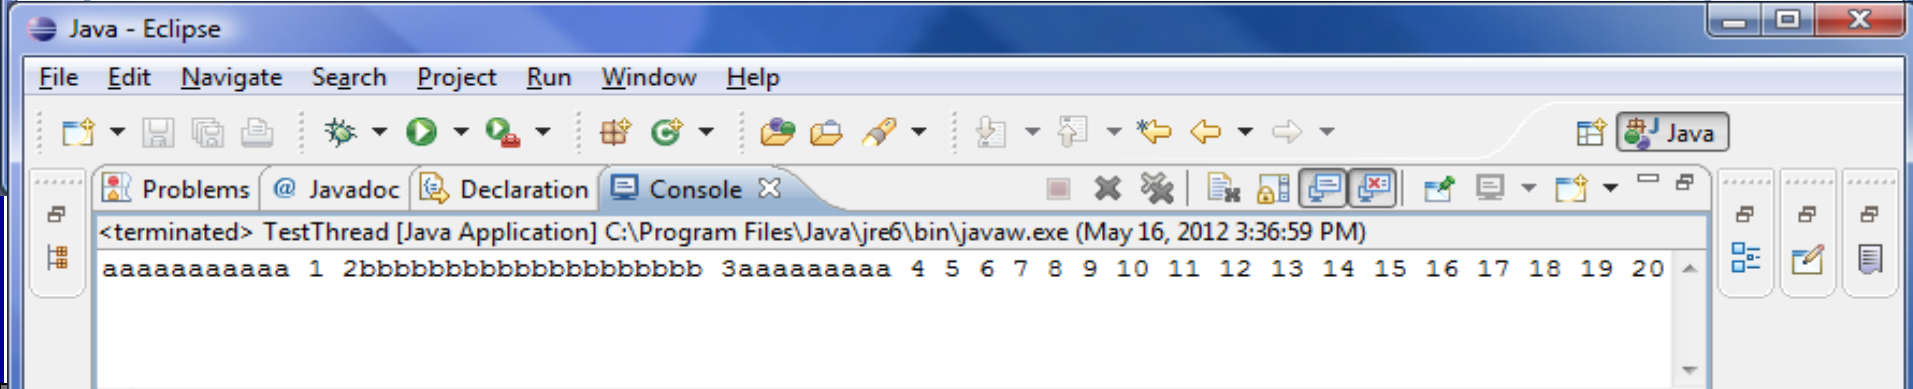 Java - Eclipse
File Edit Navigate Search Project Run Window Help
Java
Problems @ Javadoc Declaration Console
<terminated> TestThread [Java Application] C:\Program Files\Java\jre6\bin\javaw.exe (May 16, 2012 3:36:59 PM)
aaaaaaaaaaa 1 2bbbbbbbbbbbbbbbbbbbb 3aaaaaaaaa 4 5 6 7 8 9 10 11 12 13 14 15 16 17 18 19 20